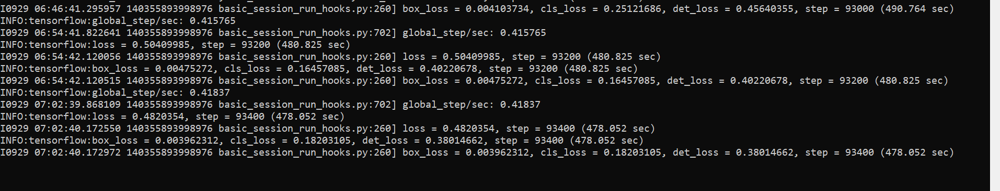 I0929 06:46:41.295957 140355893998976 basic_session_run_hooks.py:260] box_loss = 0.004103734, cls_loss = 0.25121686, det_loss = 0.45640355, step = 93000 (490.764 sec)
INFO:tensorflow:global_step/sec: 0.415765
I0929 06:54:41.822641 140355893998976 basic_session_run_hooks.py:702] global_step/sec: 0.415765
INFO:tensorflow:loss = 0.50409985, step = 93200 (480.825 sec)
I0929 06:54:42.120056 140355893998976 basic_session_run_hooks.py:260] loss = 0.50409985, step = 93200 (480.825 sec)
INFO:tensorflow:box_loss = 0.00475272, cls_loss = 0.16457085, det_loss = 0.40220678, step = 93200 (480.825 sec)
I0929 06:54:42.120515 140355893998976 basic_session_run_hooks.py:260] box_loss = 0.00475272, cls_loss = 0.16457085, det_loss = 0.40220678, step = 93200 (480.825 sec)
INFO:tensorflow:global_step/sec: 0.41837
I0929 07:02:39.868109 140355893998976 basic_session_run_hooks.py:702] global_step/sec: 0.41837
INFO:tensorflow:loss = 0.4820354, step = 93400 (478.052 sec)
I0929 07:02:40.172550 140355893998976 basic_session_run_hooks.py:260] loss = 0.4820354, step = 93400 (478.052 sec)
INFO:tensorflow:box_loss = 0.003962312, cls_loss = 0.18203105, det_loss = 0.38014662, step = 93400 (478.052 sec)
I0929 07:02:40.172972 140355893998976 basic_session_run_hooks.py:260] box_loss = 0.003962312, cls_loss = 0.18203105, det_loss = 0.38014662, step = 93400 (478.052 sec)